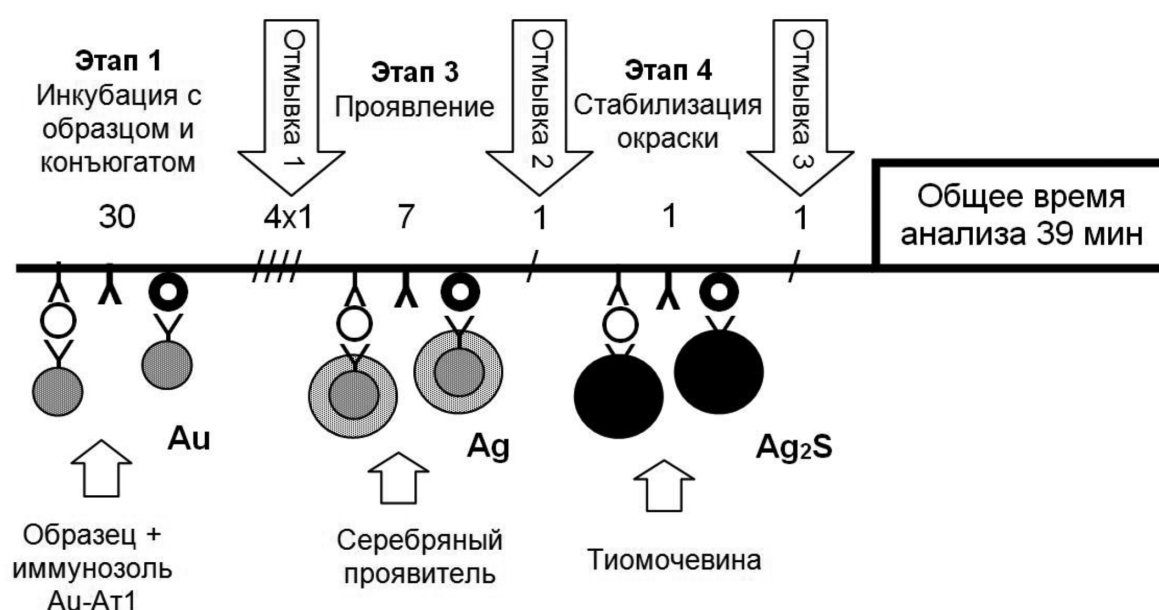 Этап 1
Инкубация с
образцом и
конъюгатом
Отмывка 1
Этап 3
Проявление
Отмывка 2
Этап 4
Стабилизация
окраски
Отмывка 3
30
4x1
7
1
1
1
Общее время
анализа 39 мин
Au
Ag
Ag₂S
Образец +
иммунозоль
Au-Ат1
Серебряный
проявитель
Тиомочевина